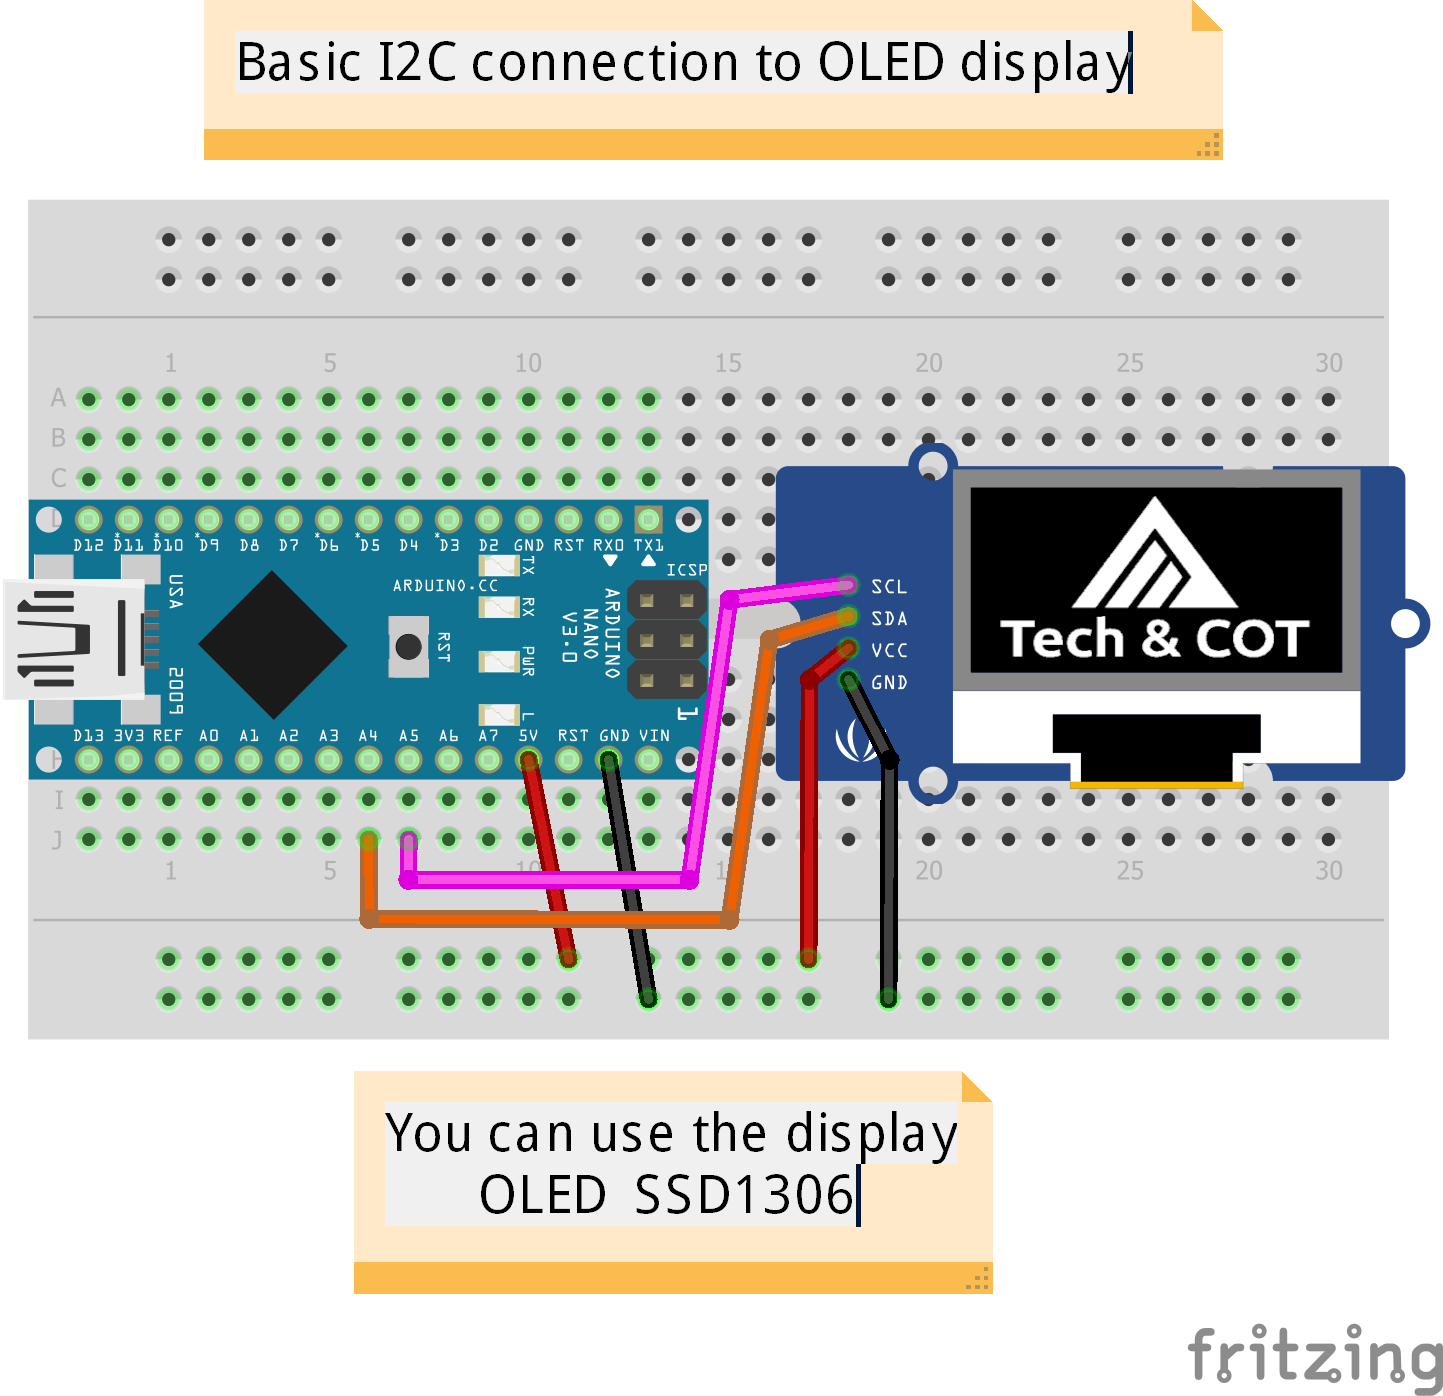 Basic I2C connection to OLED display
1 5 10 15 20 25 30
A
B
C
D12 D11 D10 D9 D8 D7 D6 D5 D4 D3 D2 GND RST RX0 TX1
ICSP
ARDUINO.CC
TX
RX
PWR
L
RST
USA
2009
ARDUINO
NANO
V3.0
1
SCL
SDA
VCC
GND
Tech & COT
D13 3V3 REF A0 A1 A2 A3 A4 A5 A6 A7 5V RST GND VIN
I
J
1 5 10 20 25 30
You can use the display
OLED SSD1306
fritzing